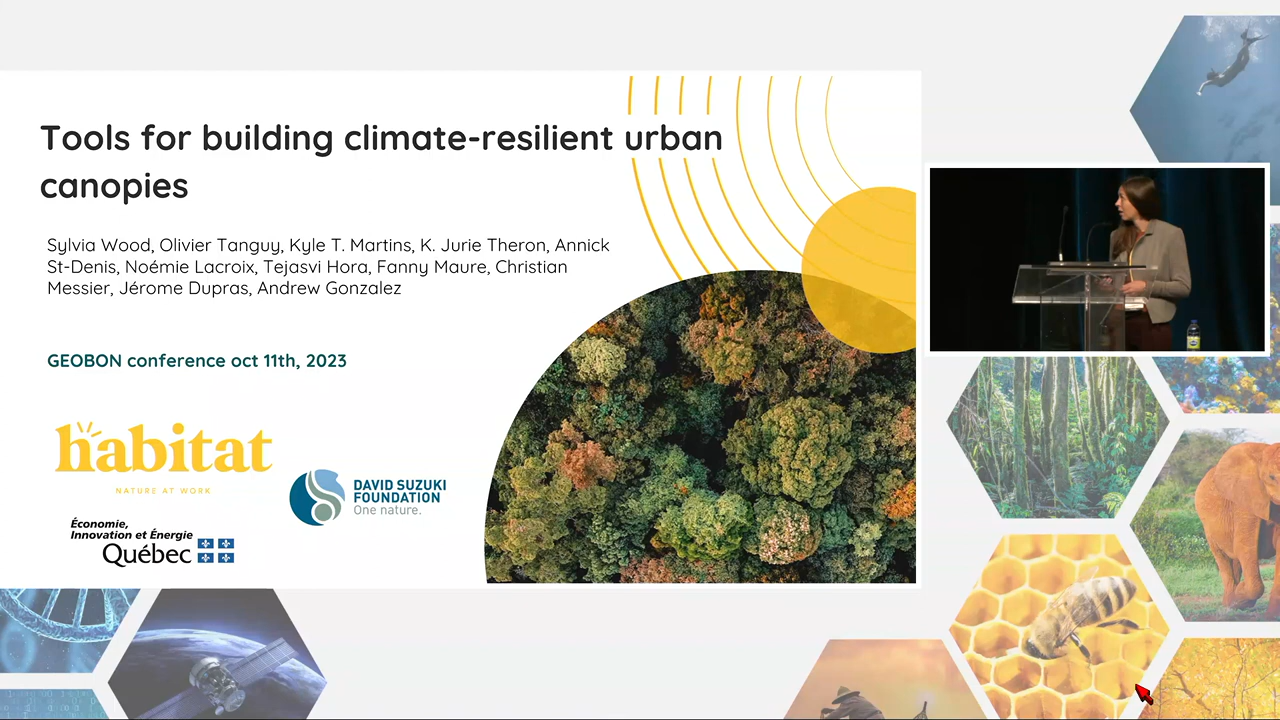 Tools for building climate-resilient urban
canopies
Sylvia Wood, Olivier Tanguy, Kyle T. Martins, K. Jurie Theron, Annick
St-Denis, Noémie Lacroix, Tejasvi Hora, Fanny Maure, Christian
Messier, Jérome Dupras, Andrew Gonzalez
GEOBON conference oct 11th, 2023
habitat
NATURE AT WORK
DAVID SUZUKI
FOUNDATION
One nature.
Économie,
Innovation et Énergie
Québec